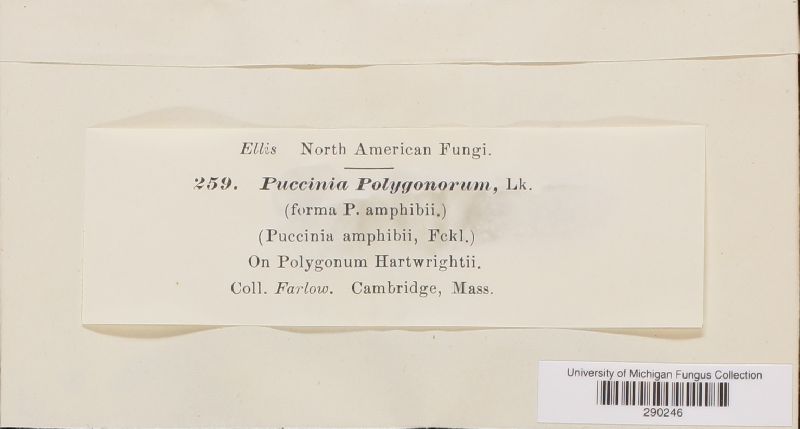 Ellis North American Fungi.
259. Puccinia Polygonorum, Lk.
(forma P. amphibii.)
(Puccinia amphibii, Fckl.)
On Polygonum Hartwrightii.
Coll. Farlow. Cambridge, Mass.
University of Michigan Fungus Collection
290246